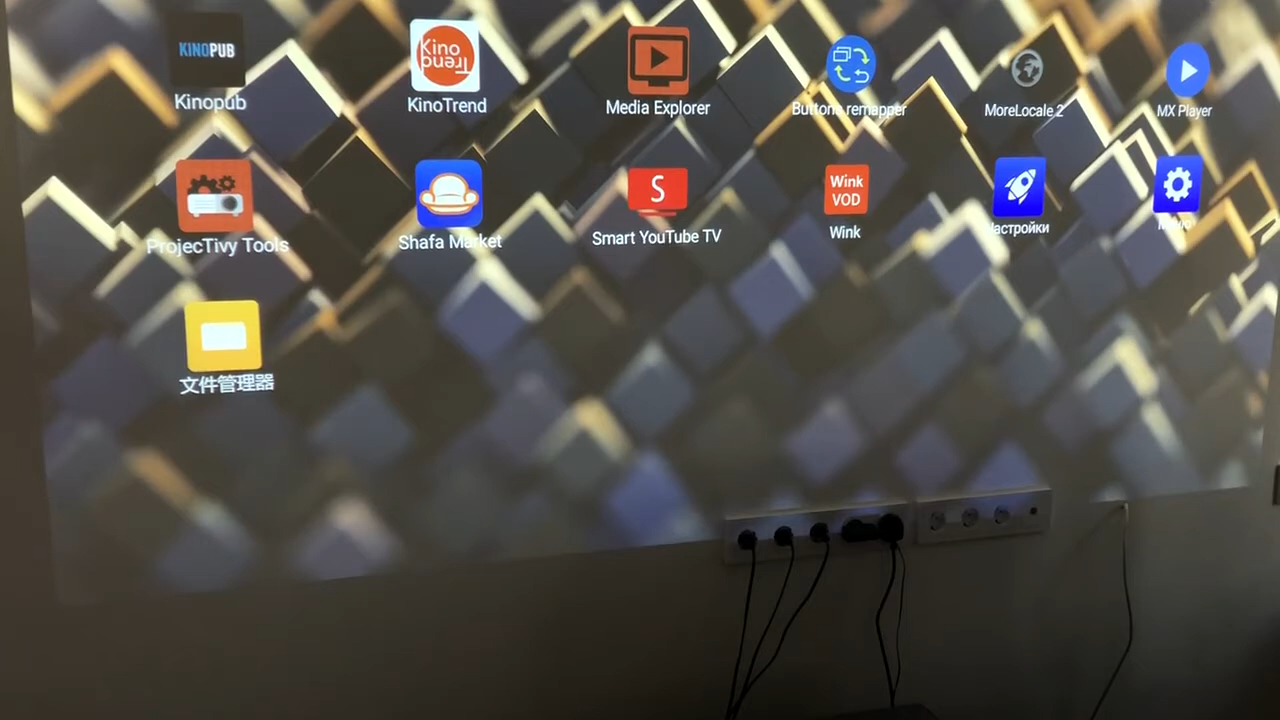 KINOPUB
Kino
Trend
Kinopub
KinoTrend
Media Explorer
Buttons remapper
MoreLocale 2
MX Player
S
Wink
VOD
ProjecTivy Tools
Shafa Market
Smart YouTube TV
Wink
Настройки
文件管理器